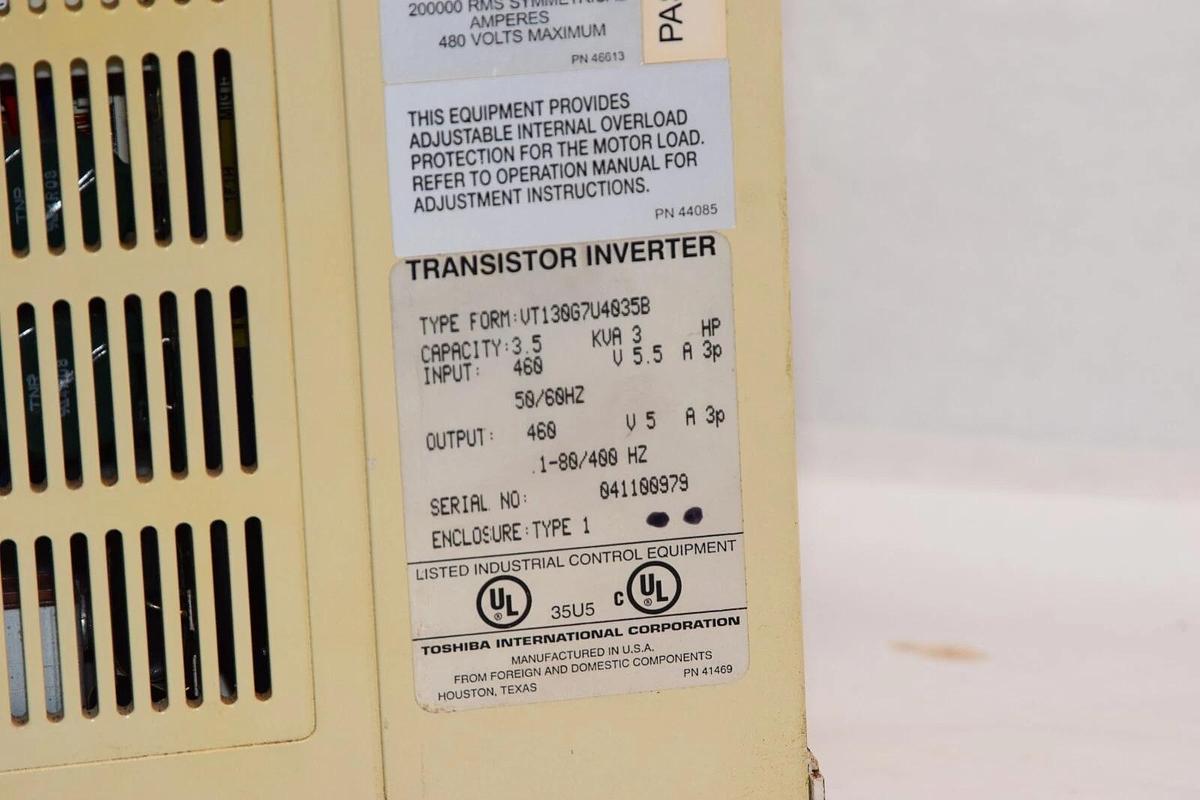 200000 RMS SYMMETRICAL
AMPERES
480 VOLTS MAXIMUM
PN 46613
PAS
THIS EQUIPMENT PROVIDES
ADJUSTABLE INTERNAL OVERLOAD
PROTECTION FOR THE MOTOR LOAD.
REFER TO OPERATION MANUAL FOR
ADJUSTMENT INSTRUCTIONS.
PN 44085
TRANSISTOR INVERTER
TYPE FORM:VT130G7U4035B
CAPACITY:3.5 KVA 3 HP
INPUT: 460 V 5.5 A 3p
50/60HZ
OUTPUT: 460 V 5 A 3p
.1-80/400 HZ
SERIAL NO: 041100979
ENCLOSURE:TYPE 1
LISTED INDUSTRIAL CONTROL EQUIPMENT
UL ® 35U5 C UL ®
TOSHIBA INTERNATIONAL CORPORATION
MANUFACTURED IN U.S.A.
FROM FOREIGN AND DOMESTIC COMPONENTS
HOUSTON, TEXAS PN 41469
TNR
TNR